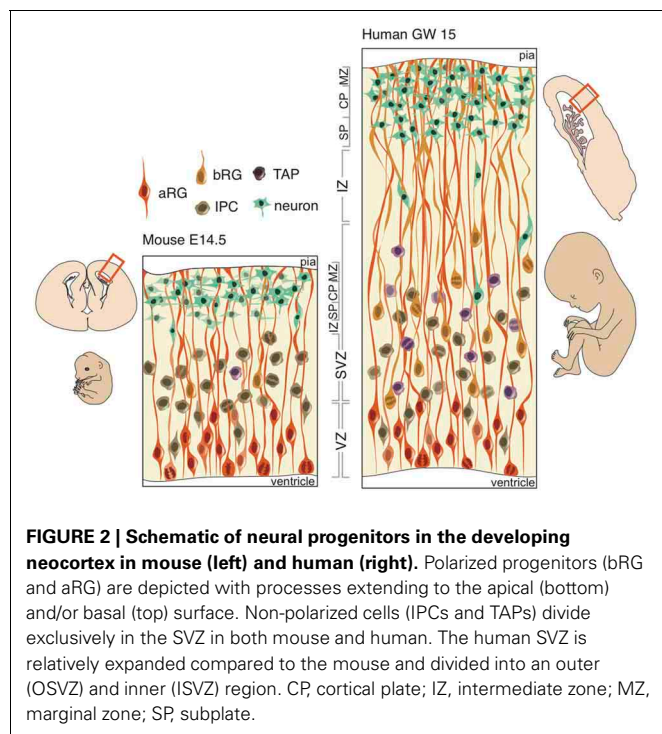 Human GW 15
pia
MZ
CP
SP
IZ
bRG
TAP
aRG
IPC
neuron
Mouse E14.5
pia
MZ
CP
SP
IZ
SVZ
VZ
ventricle
ventricle
FIGURE 2 | Schematic of neural progenitors in the developing
neocortex in mouse (left) and human (right). Polarized progenitors (bRG
and aRG) are depicted with processes extending to the apical (bottom)
and/or basal (top) surface. Non-polarized cells (IPCs and TAPs) divide
exclusively in the SVZ in both mouse and human. The human SVZ is
relatively expanded compared to the mouse and divided into an outer
(OSVZ) and inner (ISVZ) region. CP, cortical plate; IZ, intermediate zone; MZ,
marginal zone; SP, subplate.